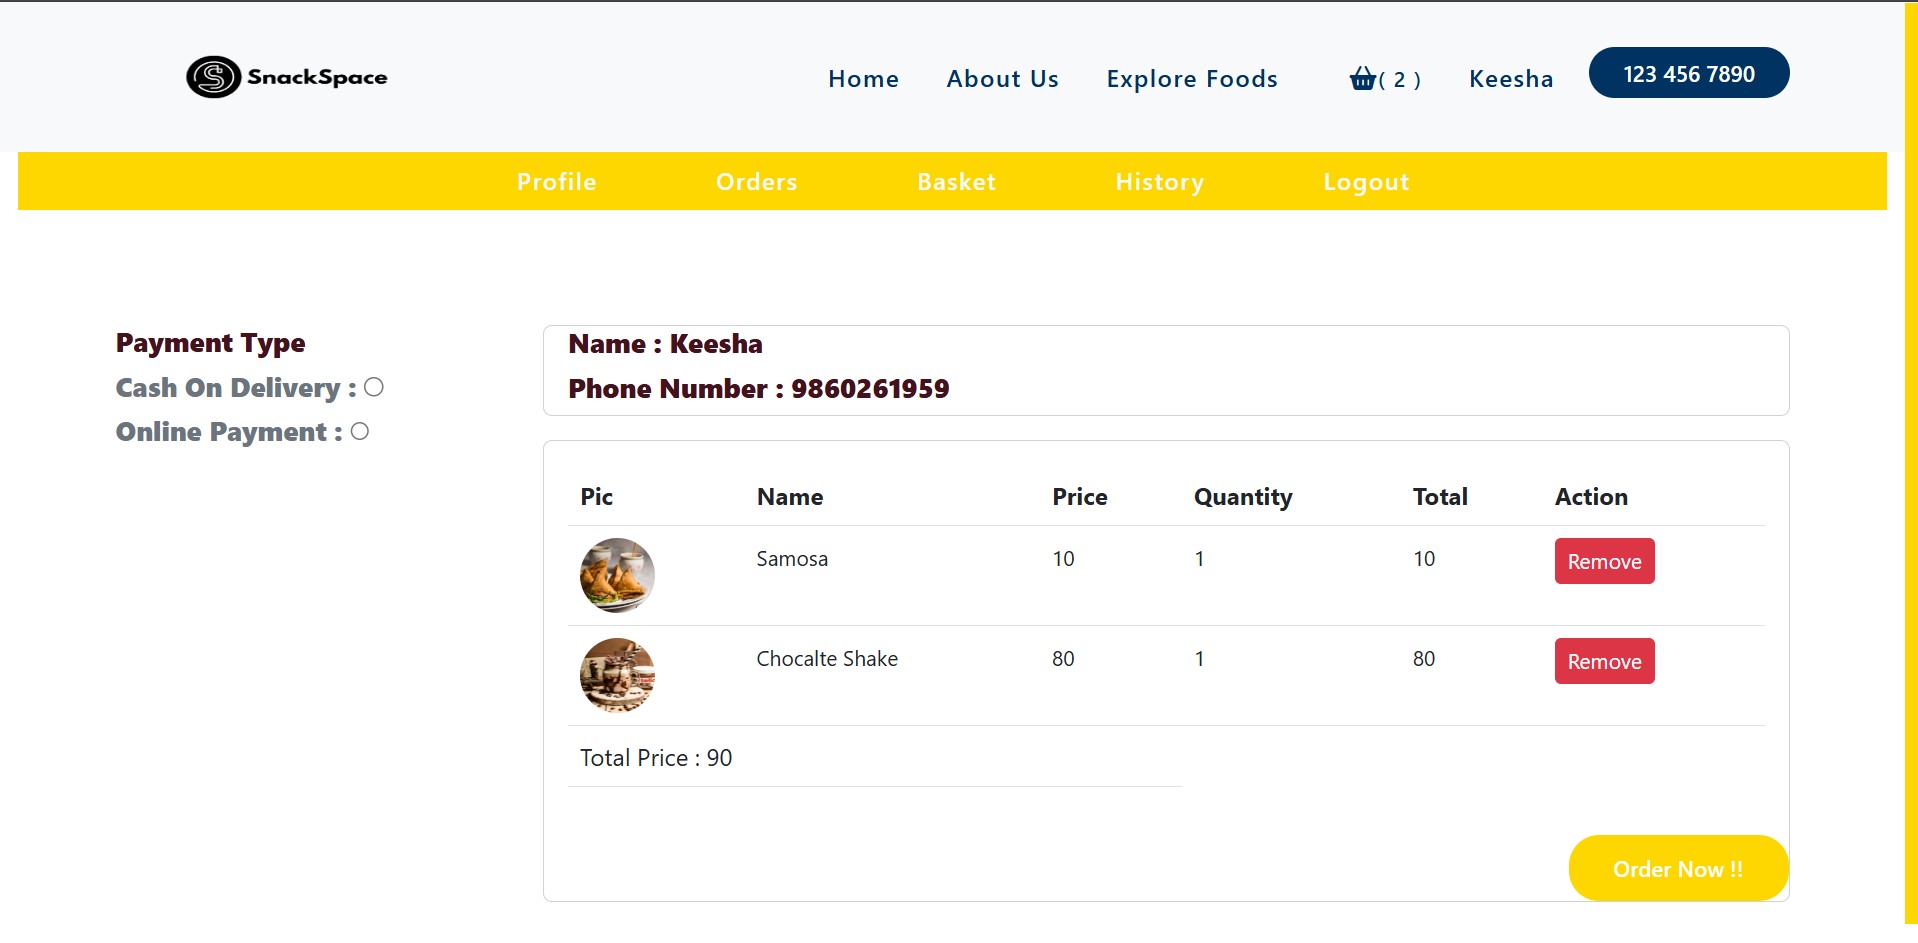 SnackSpace
Home About Us Explore Foods ( 2 ) Keesha 123 456 7890
Profile Orders Basket History Logout
Payment Type
Cash On Delivery :
Online Payment :
Name : Keesha
Phone Number : 9860261959
Pic Name Price Quantity Total Action
Samosa 10 1 10 Remove
Chocalte Shake 80 1 80 Remove
Total Price : 90
Order Now !!